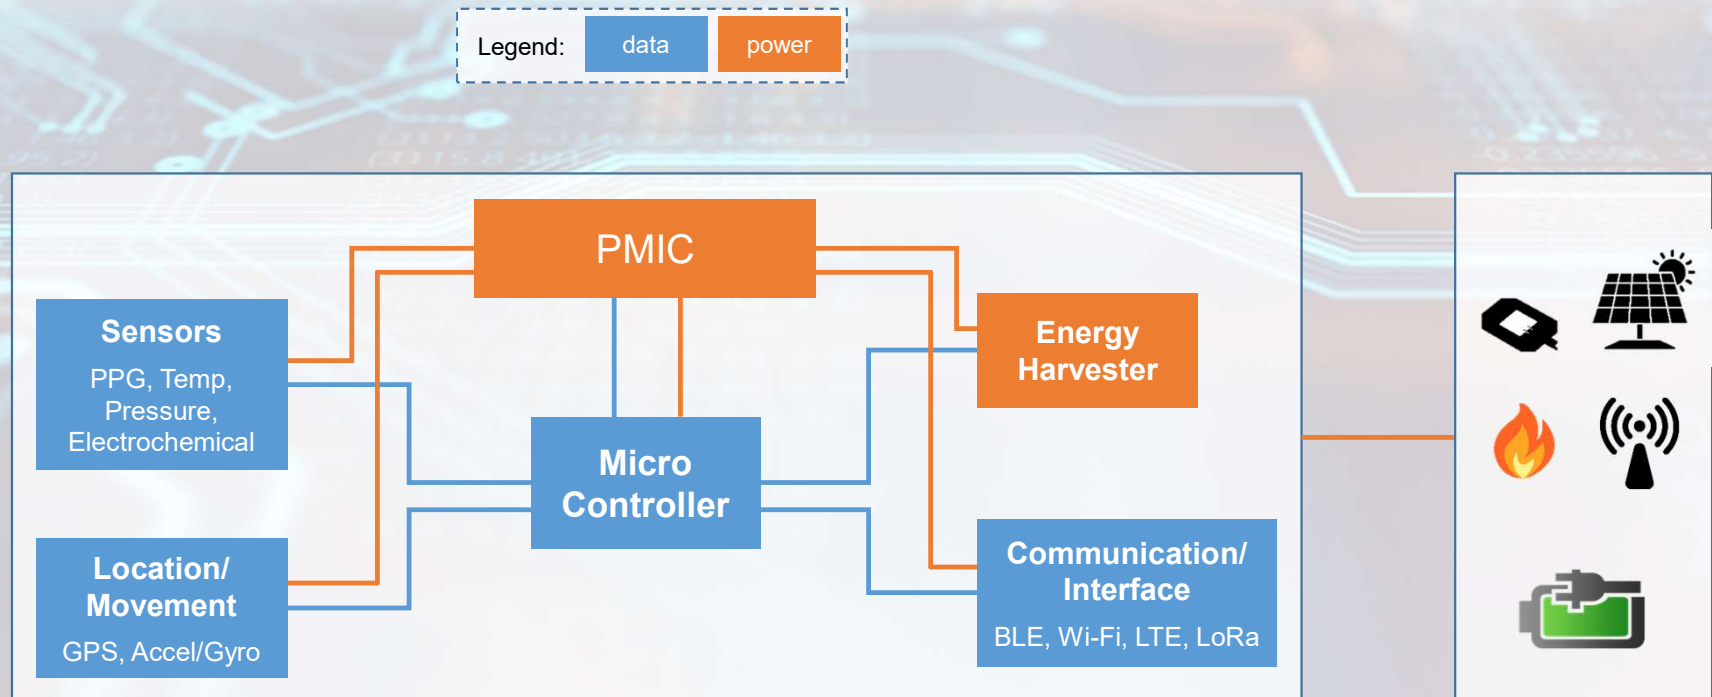 Legend:
data
power
PMIC
Sensors
PPG, Temp,
Pressure,
Electrochemical
Energy
Harvester
Micro
Controller
Location/
Movement
GPS, Accel/Gyro
Communication/
Interface
BLE, Wi-Fi, LTE, LoRa